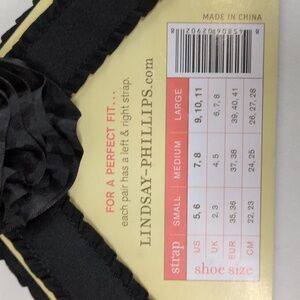 MADE IN CHINA
FOR A PERFECT FIT...
each pair has a left & right strap.
LINDSAY-PHILLIPS.com
strap SMALL MEDIUM LARGE
US 5, 6 7, 8 9, 10, 11
UK 2, 3 4, 5 6, 7, 8
EUR 35, 36 37, 38 39, 40, 41
CM 22, 23 24, 25 26, 27, 28
shoe size